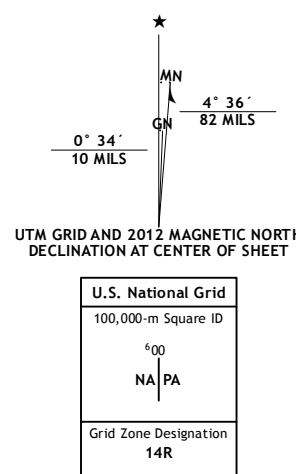 ★
MN
GN
4° 36´
82 MILS
0° 34´
10 MILS
UTM GRID AND 2012 MAGNETIC NORTH
DECLINATION AT CENTER OF SHEET
U.S. National Grid
100,000-m Square ID
⁶00
NA PA
Grid Zone Designation
14R